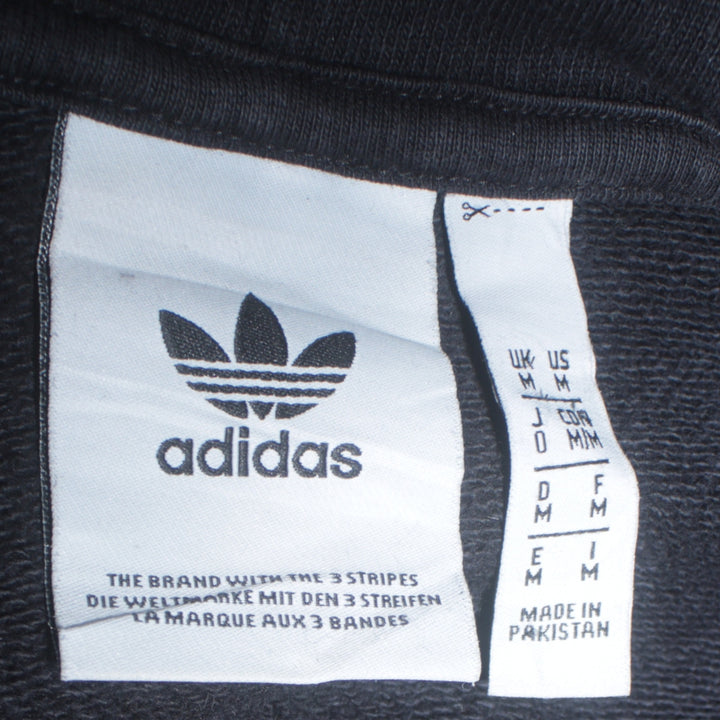 adidas
THE BRAND WITH THE 3 STRIPES
DIE WELTMARKE MIT DEN 3 STREIFEN
LA MARQUE AUX 3 BANDES
UK US
M M
J CDN
O M/M
D F
M M
E I
M M
MADE IN
PAKISTAN